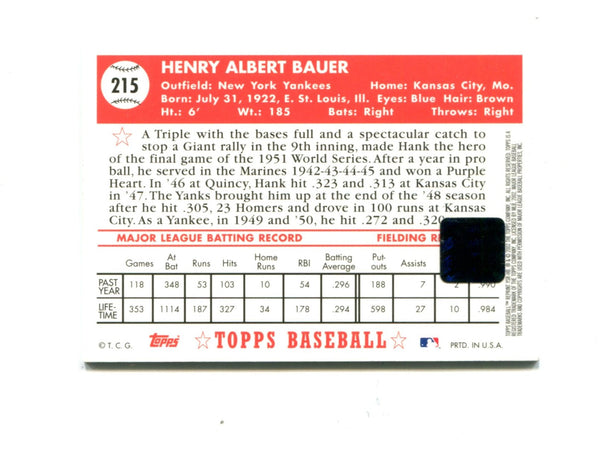 215
HENRY ALBERT BAUER
Outfield: New York Yankees Home: Kansas City, Mo.
Born: July 31, 1922, E. St. Louis, Ill. Eyes: Blue Hair: Brown
Ht.: 6' Wt.: 185 Bats: Right Throws: Right
A Triple with the bases full and a spectacular catch to
stop a Giant rally in the 9th inning, made Hank the hero
of the final game of the 1951 World Series. After a year in pro
ball, he served in the Marines 1942-43-44-45 and won a Purple
Heart. In '46 at Quincy, Hank hit .323 and .313 at Kansas City
in '47. The Yanks brought him up at the end of the '48 season
after he hit .305, 23 Homers and drove in 100 runs at Kansas
City. As a Yankee, in 1949 and '50, he hit .272 and .320.
MAJOR LEAGUE BATTING RECORD FIELDING
Games At Bat Runs Hits Home Runs RBI Batting Average Put-outs Assists
PAST YEAR 118 348 53 103 10 54 .296 188 7 2 .990
LIFE-TIME 353 1114 187 327 34 178 .294 598 27 10 .984
© T. C. G. Topps TOPPS BASEBALL PRTD. IN U.S.A.